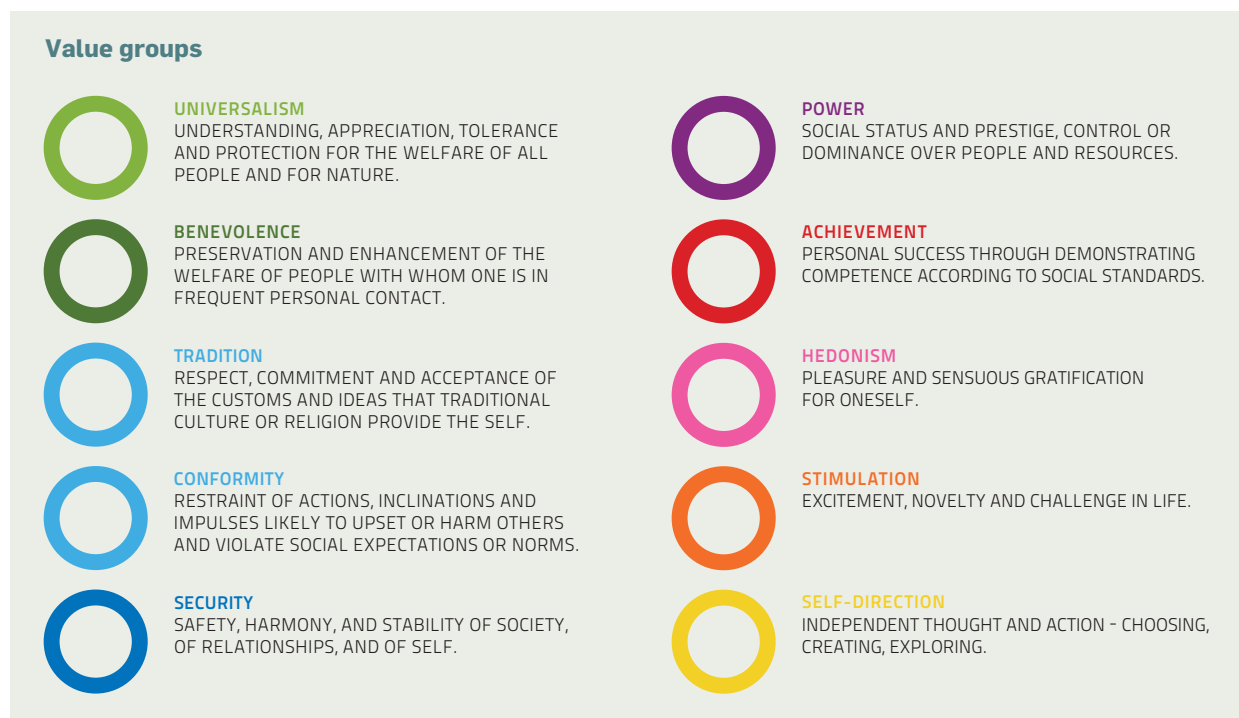 Value groups
UNIVERSALISM
UNDERSTANDING, APPRECIATION, TOLERANCE
AND PROTECTION FOR THE WELFARE OF ALL
PEOPLE AND FOR NATURE.
BENEVOLENCE
PRESERVATION AND ENHANCEMENT OF THE
WELFARE OF PEOPLE WITH WHOM ONE IS IN
FREQUENT PERSONAL CONTACT.
TRADITION
RESPECT, COMMITMENT AND ACCEPTANCE OF
THE CUSTOMS AND IDEAS THAT TRADITIONAL
CULTURE OR RELIGION PROVIDE THE SELF.
CONFORMITY
RESTRAINT OF ACTIONS, INCLINATIONS AND
IMPULSES LIKELY TO UPSET OR HARM OTHERS
AND VIOLATE SOCIAL EXPECTATIONS OR NORMS.
SECURITY
SAFETY, HARMONY, AND STABILITY OF SOCIETY,
OF RELATIONSHIPS, AND OF SELF.
POWER
SOCIAL STATUS AND PRESTIGE, CONTROL OR
DOMINANCE OVER PEOPLE AND RESOURCES.
ACHIEVEMENT
PERSONAL SUCCESS THROUGH DEMONSTRATING
COMPETENCE ACCORDING TO SOCIAL STANDARDS.
HEDONISM
PLEASURE AND SENSUOUS GRATIFICATION
FOR ONESELF.
STIMULATION
EXCITEMENT, NOVELTY AND CHALLENGE IN LIFE.
SELF-DIRECTION
INDEPENDENT THOUGHT AND ACTION - CHOOSING,
CREATING, EXPLORING.